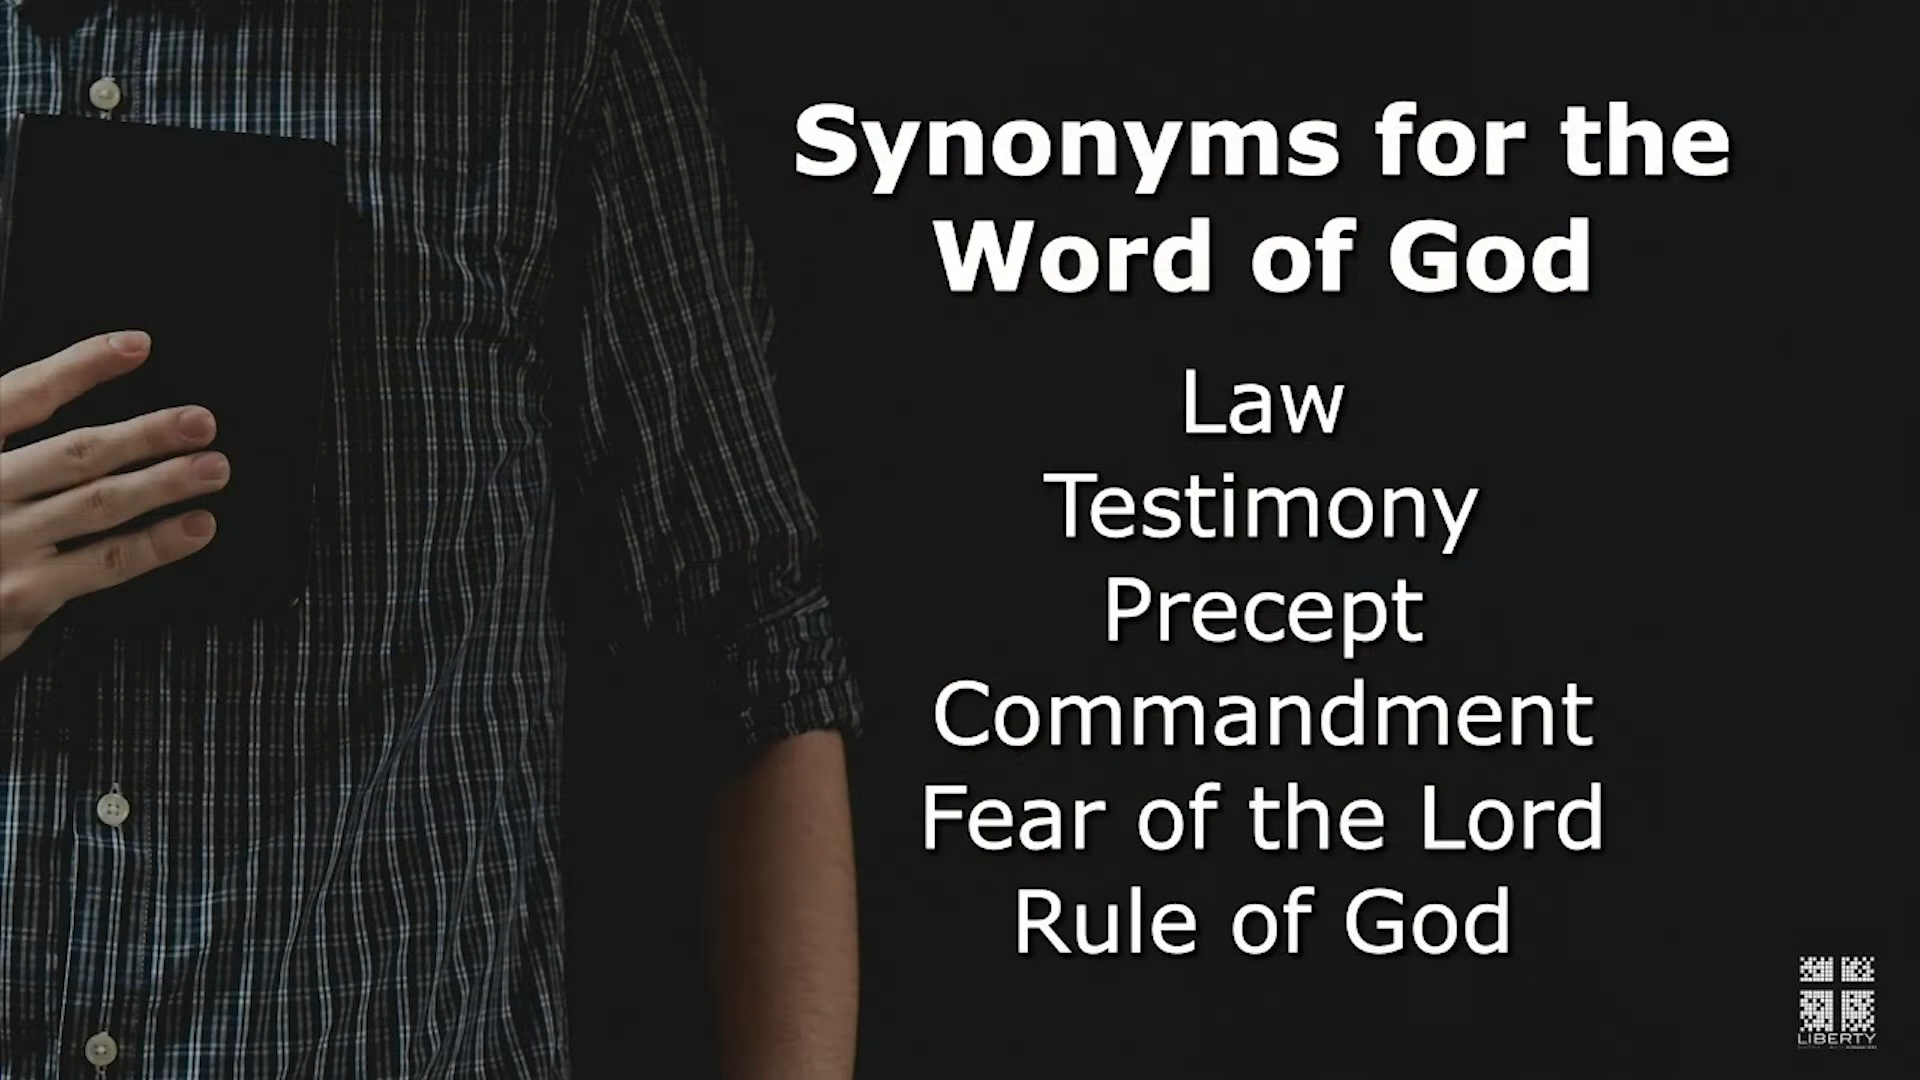 Synonyms for the
Word of God
Law
Testimony
Precept
Commandment
Fear of the Lord
Rule of God
LIBERTY